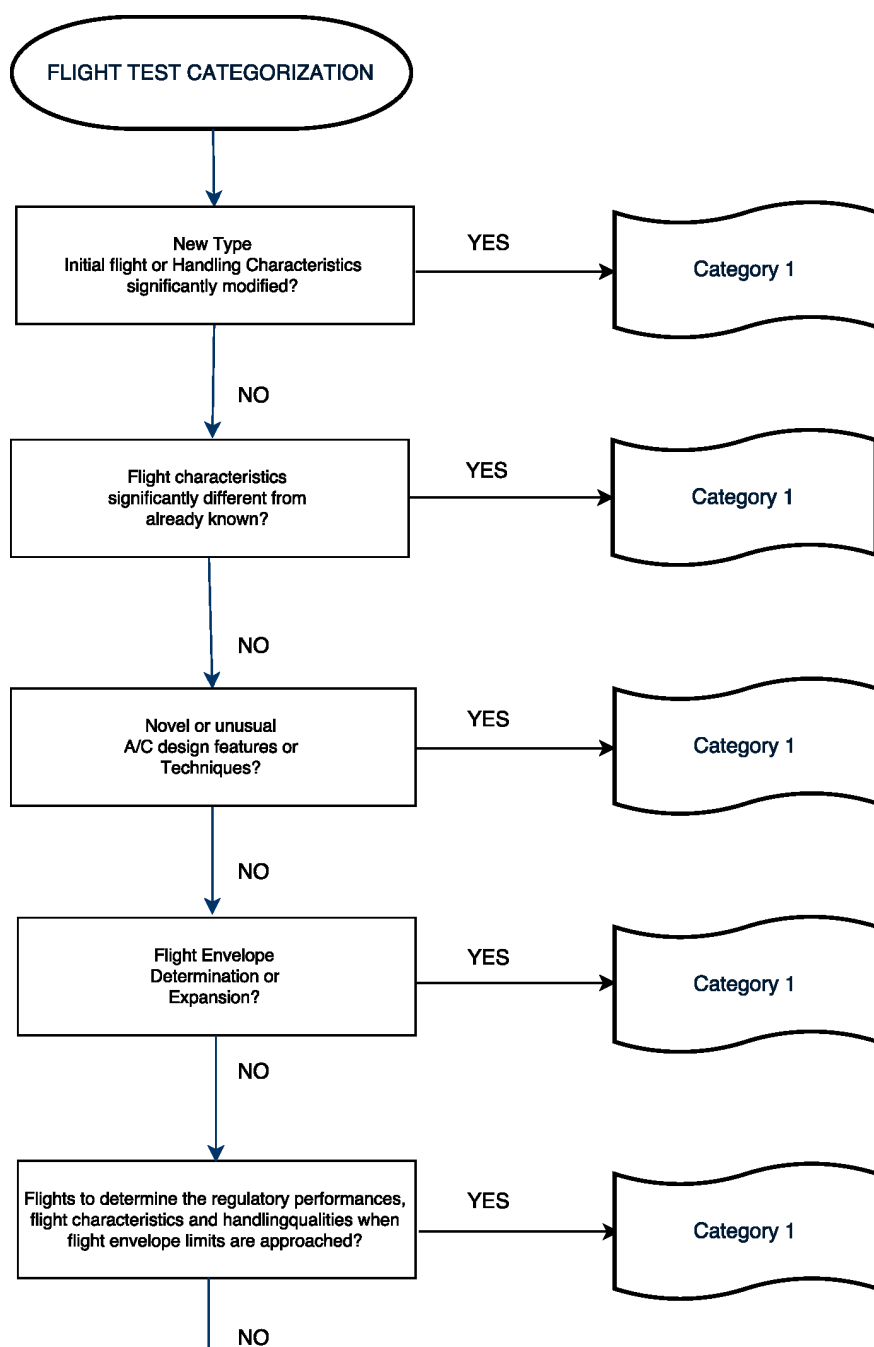 FLIGHT TEST CATEGORIZATION
New Type
Initial flight or Handling Characteristics
significantly modified?
YES
Category 1
NO
Flight characteristics
significantly different from
already known?
YES
Category 1
NO
Novel or unusual
A/C design features or
Techniques?
YES
Category 1
NO
Flight Envelope
Determination or
Expansion?
YES
Category 1
NO
Flights to determine the regulatory performances,
flight characteristics and handlingqualities when
flight envelope limits are approached?
YES
Category 1
NO